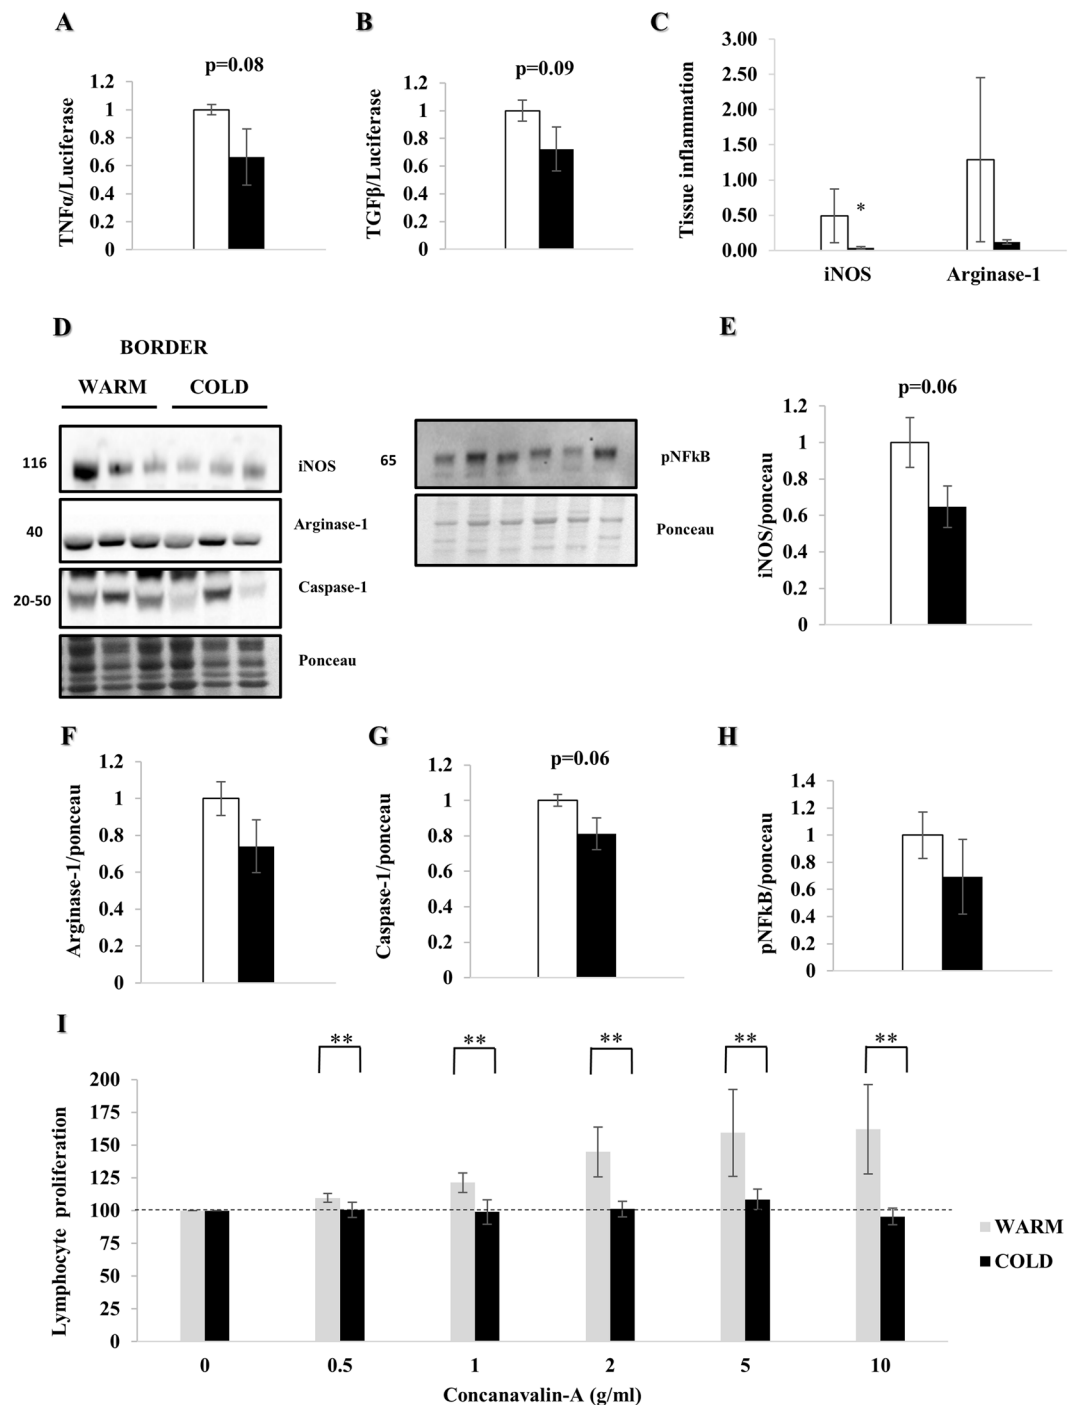 A
p=0.08
TNFα/Luciferase
1.2
1
0.8
0.6
0.4
0.2
0
B
p=0.09
TGFβ/Luciferase
1.2
1
0.8
0.6
0.4
0.2
0
C
Tissue inflammation
3.00
2.50
2.00
1.50
1.00
0.50
0.00
*
iNOS Arginase-1
D
BORDER
WARM COLD
116 iNOS
40 Arginase-1
20-50 Caspase-1
Ponceau
65 pNFkB
Ponceau
E
p=0.06
iNOS/ponceau
1.2
1
0.8
0.6
0.4
0.2
0
F
Arginase-1/ponceau
1.2
1
0.8
0.6
0.4
0.2
0
G
p=0.06
Caspase-1/ponceau
1.2
1
0.8
0.6
0.4
0.2
0
H
pNFkB/ponceau
1.4
1.2
1
0.8
0.6
0.4
0.2
0
I
** ** ** ** **
Lymphocyte proliferation
200
175
150
125
100
75
50
25
0
0 0.5 1 2 5 10
Concanavalin-A (g/ml)
WARM
COLD